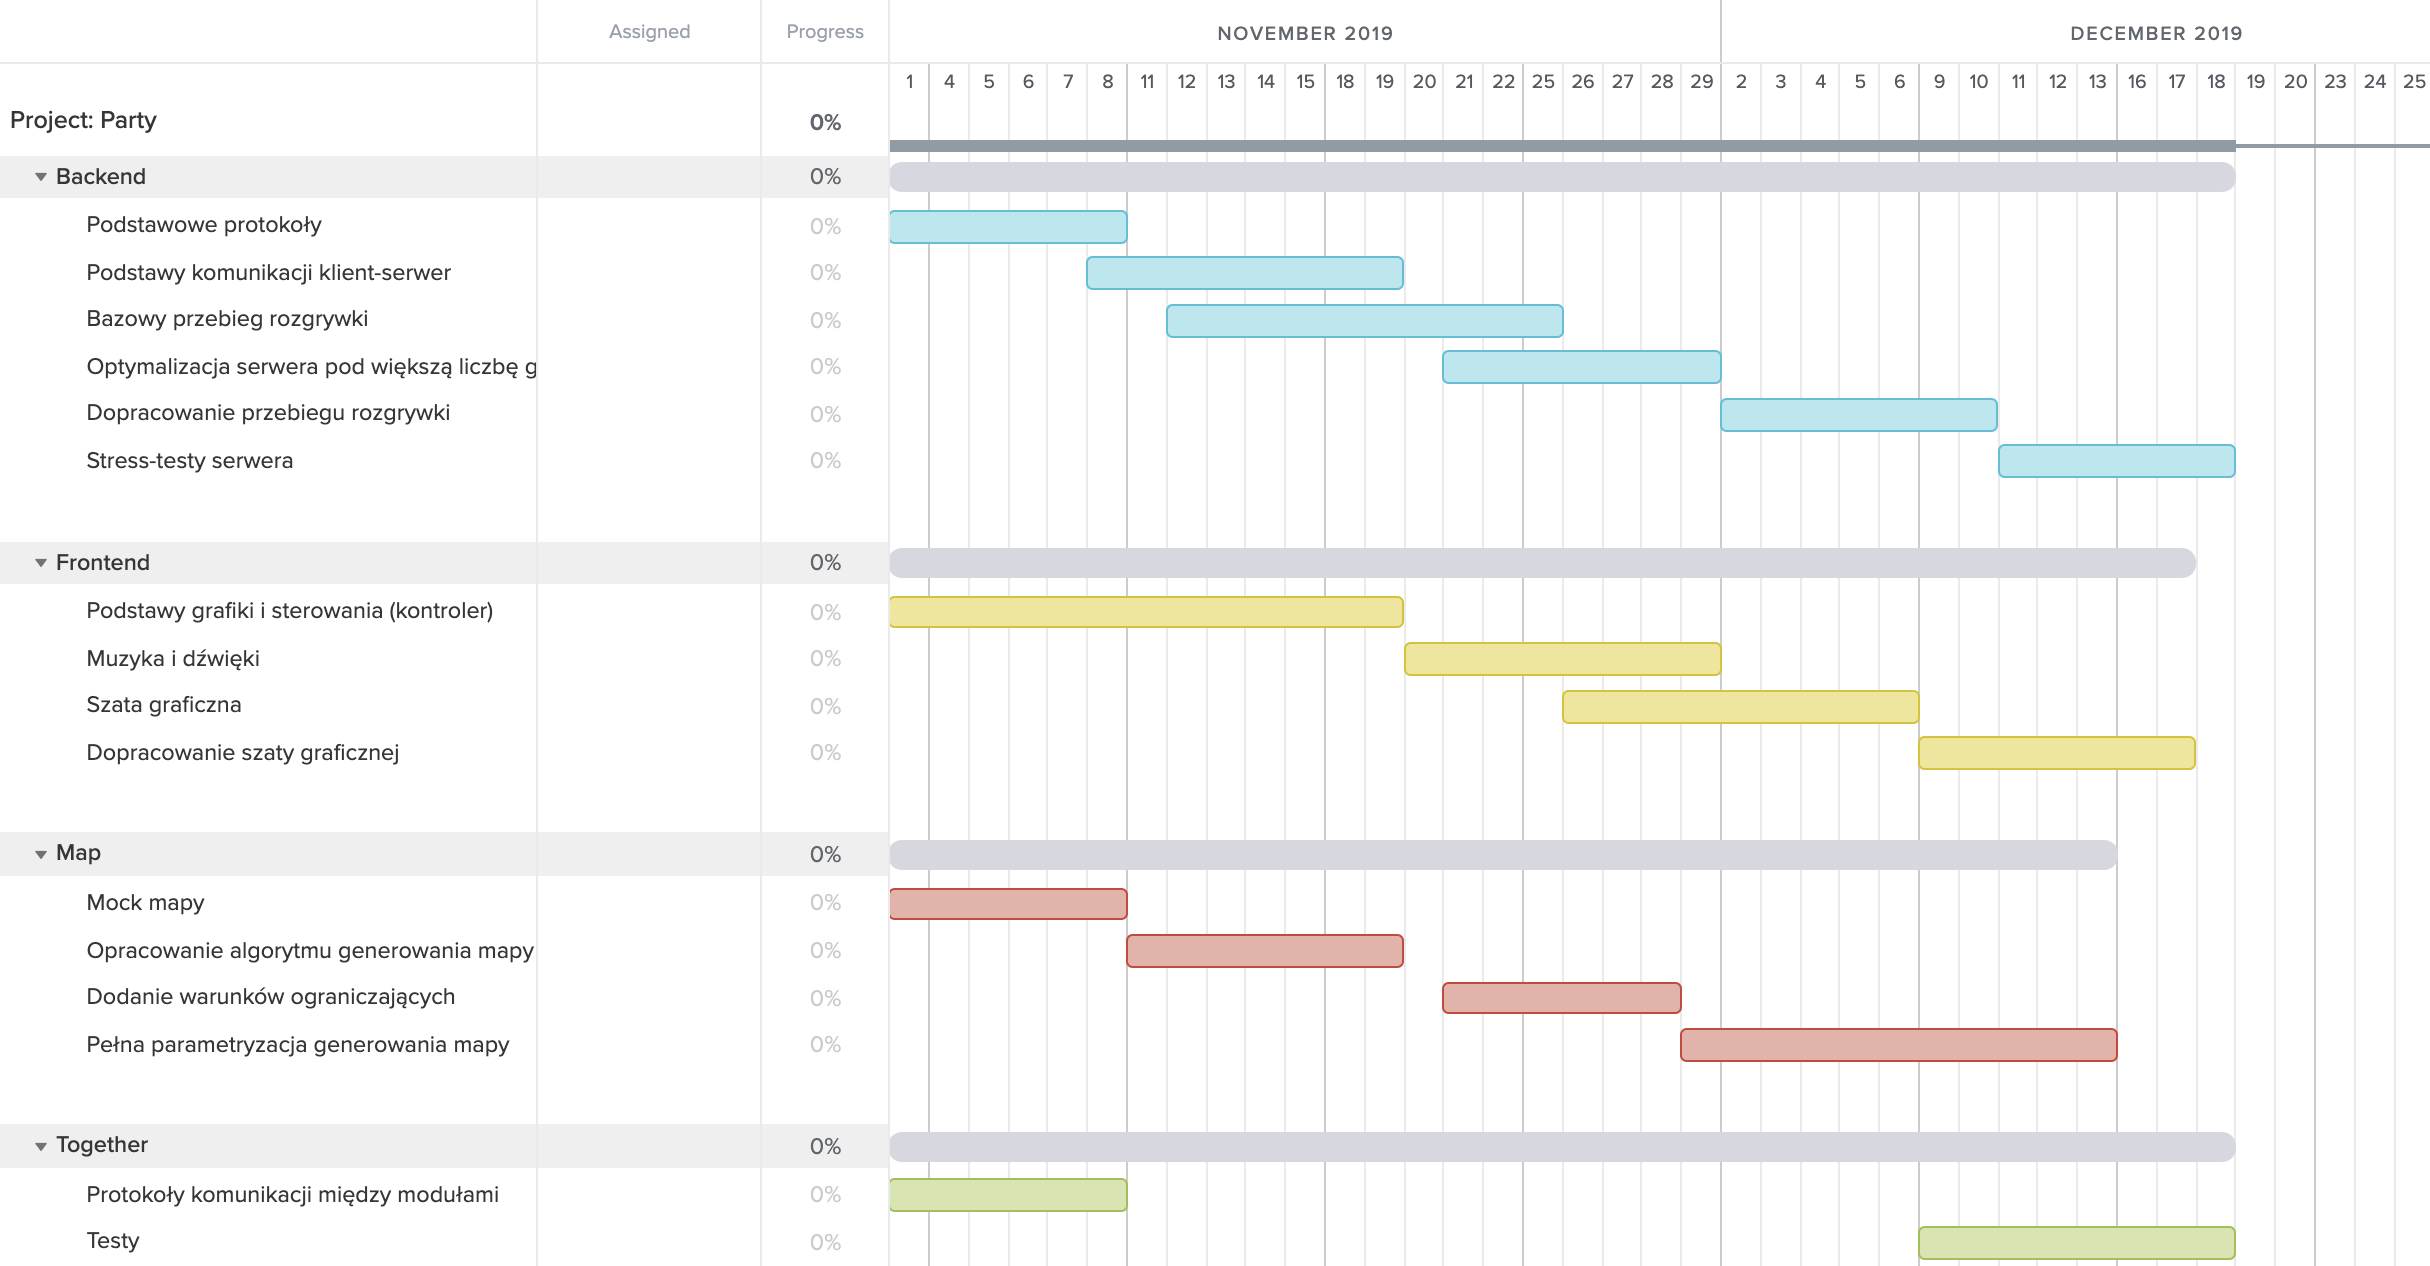 Assigned Progress NOVEMBER 2019 DECEMBER 2019
1 4 5 6 7 8 11 12 13 14 15 18 19 20 21 22 25 26 27 28 29 2 3 4 5 6 9 10 11 12 13 16 17 18 19 20 23 24 25
Project: Party 0%
Backend 0%
Podstawowe protokoły 0%
Podstawy komunikacji klient-serwer 0%
Bazowy przebieg rozgrywki 0%
Optymalizacja serwera pod większą liczbę g 0%
Dopracowanie przebiegu rozgrywki 0%
Stress-testy serwera 0%
Frontend 0%
Podstawy grafiki i sterowania (kontroler) 0%
Muzyka i dźwięki 0%
Szata graficzna 0%
Dopracowanie szaty graficznej 0%
Map 0%
Mock mapy 0%
Opracowanie algorytmu generowania mapy 0%
Dodanie warunków ograniczających 0%
Pełna parametryzacja generowania mapy 0%
Together 0%
Protokoły komunikacji między modułami 0%
Testy 0%